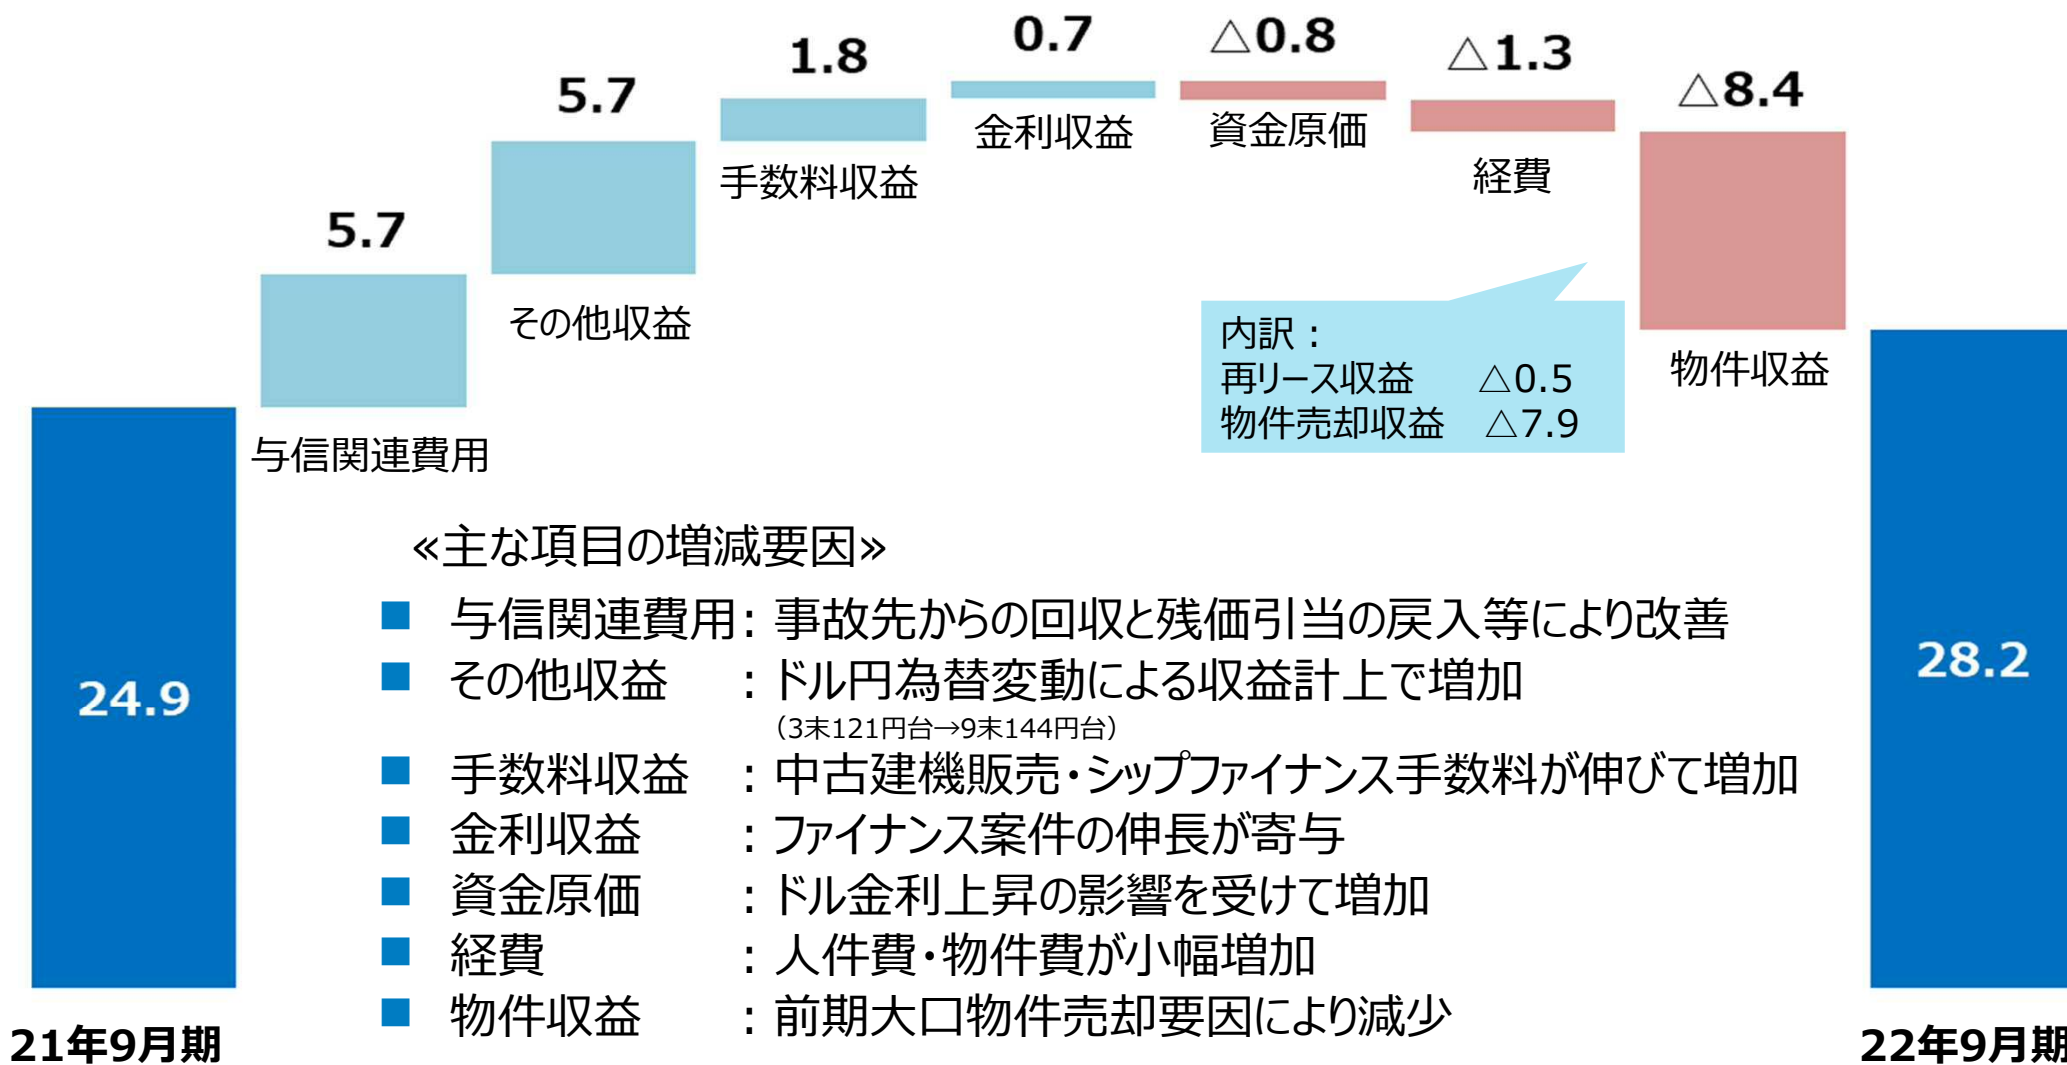 5.7
与信関連費用
5.7
その他収益
1.8
手数料収益
0.7
金利収益
△0.8
資金原価
△1.3
経費
△8.4
物件収益
内訳：
再リース収益 △0.5
物件売却収益 △7.9
24.9
21年9月期
28.2
22年9月期
≪主な項目の増減要因≫
■ 与信関連費用：事故先からの回収と残価引当の戻入等により改善
■ その他収益 ：ドル円為替変動による収益計上で増加
（3末121円台→9末144円台）
■ 手数料収益 ：中古建機販売・シップファイナンス手数料が伸びて増加
■ 金利収益 ：ファイナンス案件の伸長が寄与
■ 資金原価 ：ドル金利上昇の影響を受けて増加
■ 経費 ：人件費・物件費が小幅増加
■ 物件収益 ：前期大口物件売却要因により減少